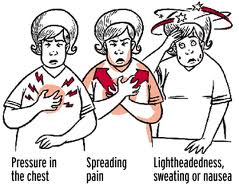 Pressure in
the chest
Spreading
pain
Lightheadedness,
sweating or nausea